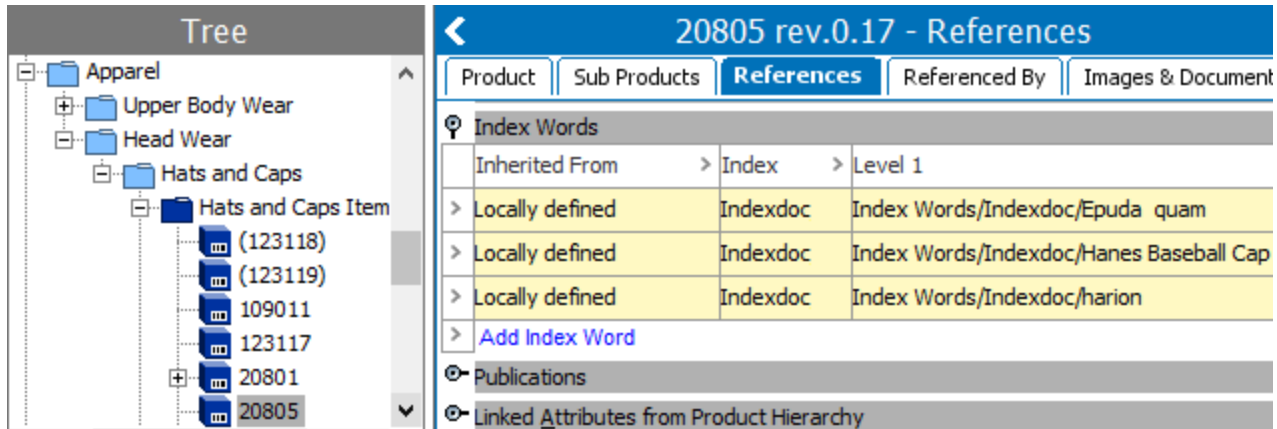 Tree
Apparel
Upper Body Wear
Head Wear
Hats and Caps
Hats and Caps Item
(123118)
(123119)
109011
123117
20801
20805
20805 rev.0.17 - References
Product Sub Products References Referenced By Images & Document
Index Words
Inherited From > Index > Level 1
> Locally defined Indexdoc Index Words/Indexdoc/Epuda  quam
> Locally defined Indexdoc Index Words/Indexdoc/Hanes Baseball Cap
> Locally defined Indexdoc Index Words/Indexdoc/harion
> Add Index Word
Publications
Linked Attributes from Product Hierarchy